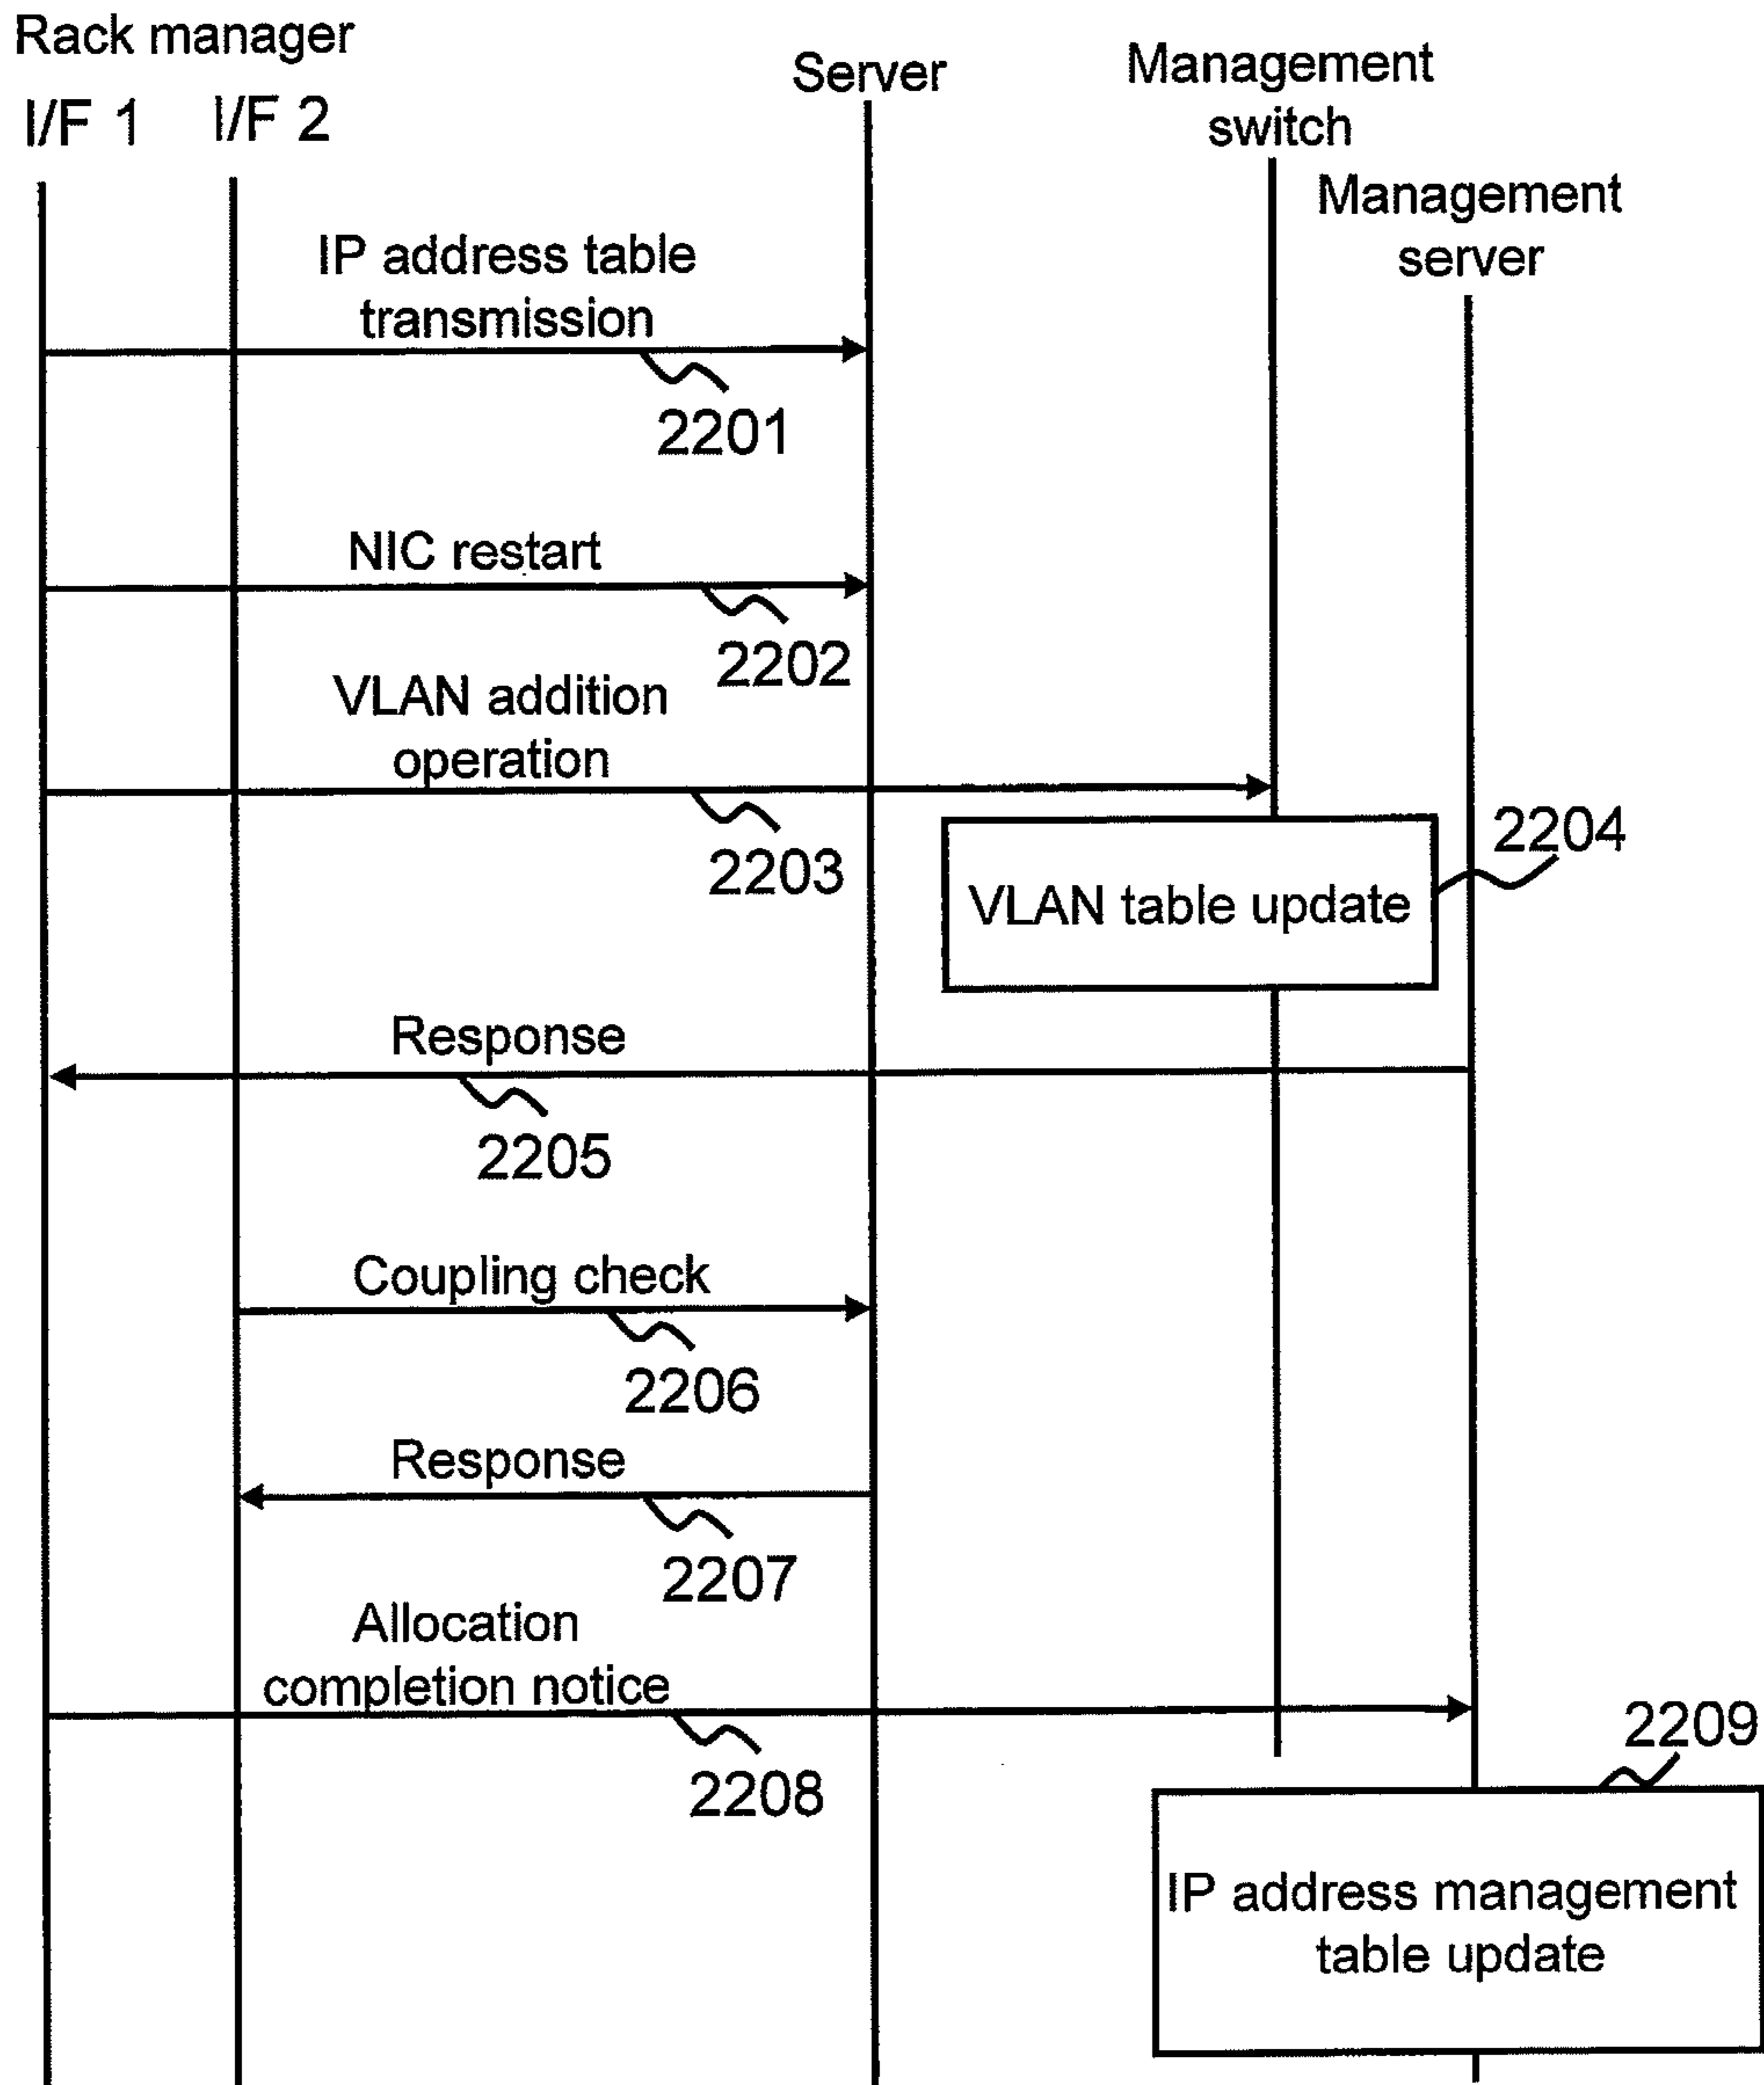 Rack manager
I/F 1
I/F 2
Server
Management
switch
Management
server
IP address table
transmission
2201
NIC restart
2202
VLAN addition
operation
2203
2204
VLAN table update
Response
2205
Coupling check
2206
Response
2207
Allocation
completion notice
2208
2209
IP address management
table update